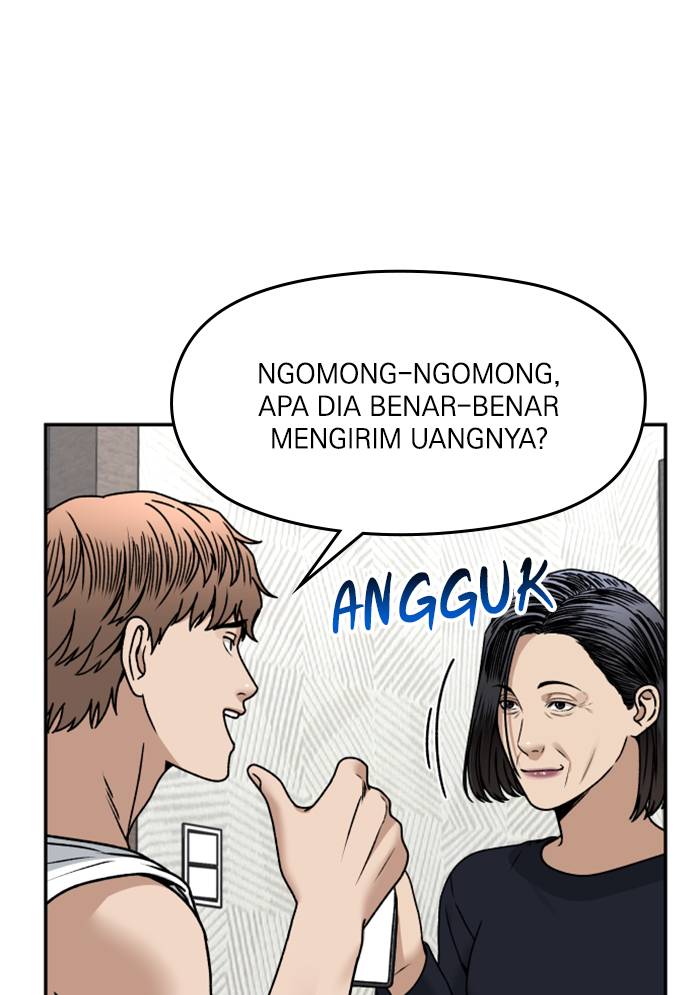 NGOMONG-NGOMONG,
APA DIA BENAR-BENAR
MENGIRIM UANGNYA?
ANGGUK